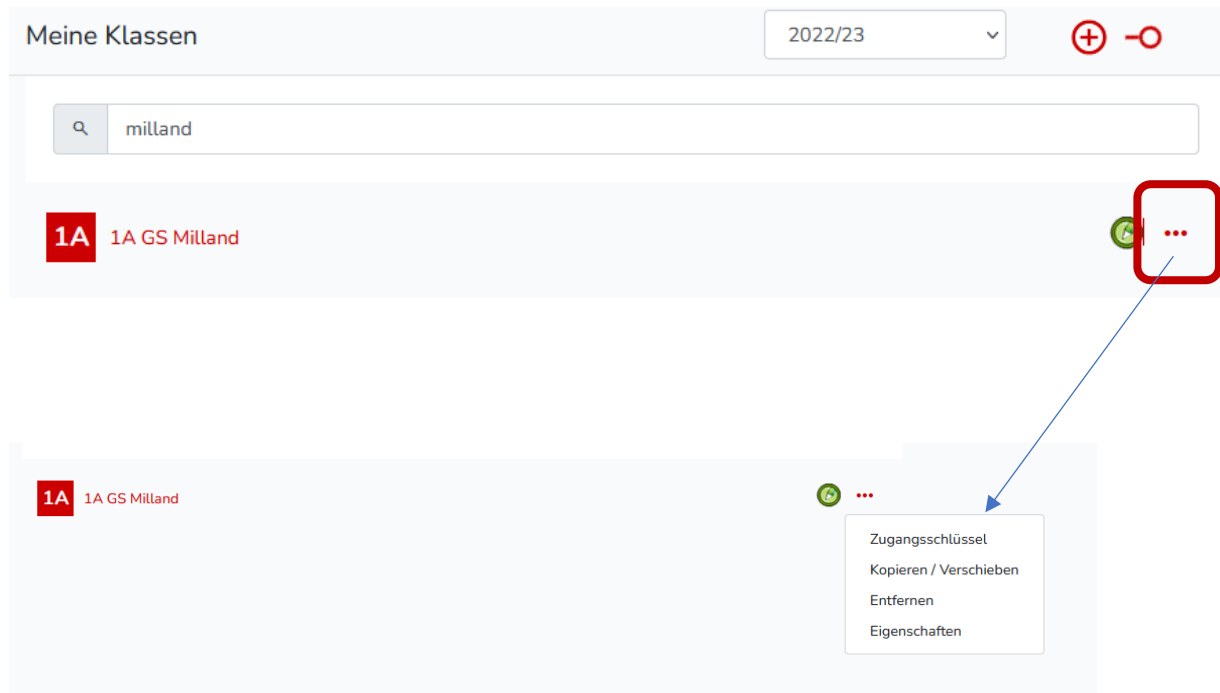 Meine Klassen 2022/23
milland
1A 1A GS Milland
1A 1A GS Milland
Zugangsschlüssel
Kopieren / Verschieben
Entfernen
Eigenschaften